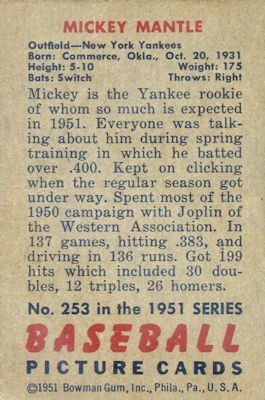 MICKEY MANTLE
Outfield—New York Yankees
Born: Commerce, Okla., Oct. 20, 1931
Height: 5-10 Weight: 175
Bats: Switch Throws: Right
Mickey is the Yankee rookie
of whom so much is expected
in 1951. Everyone was talk-
ing about him during spring
training in which he batted
over .400. Kept on clicking
when the regular season got
under way. Spent most of the
1950 campaign with Joplin of
the Western Association. In
137 games, hitting .383, and
driving in 136 runs. Got 199
hits which included 30 dou-
bles, 12 triples, 26 homers.
No. 253 in the 1951 SERIES
BASEBALL
PICTURE CARDS
©1951 Bowman Gum, Inc., Phila., Pa., U. S. A.